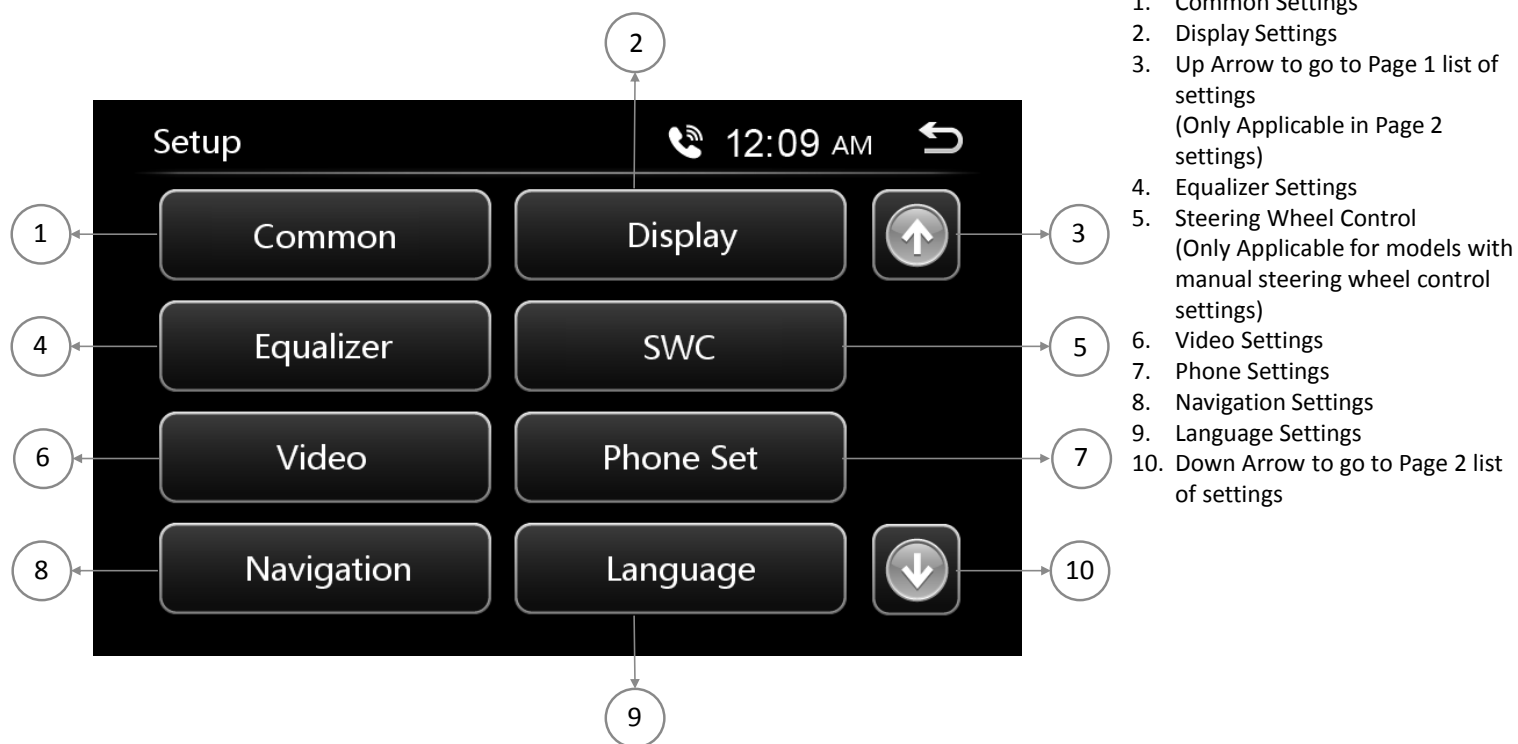 1. Common Settings
2. Display Settings
3. Up Arrow to go to Page 1 list of
settings
(Only Applicable in Page 2
settings)
4. Equalizer Settings
5. Steering Wheel Control
(Only Applicable for models with
manual steering wheel control
settings)
6. Video Settings
7. Phone Settings
8. Navigation Settings
9. Language Settings
10. Down Arrow to go to Page 2 list
of settings
2
Setup 12:09 AM
1 Common Display 3
4 Equalizer SWC 5
6 Video Phone Set 7
8 Navigation Language 10
9